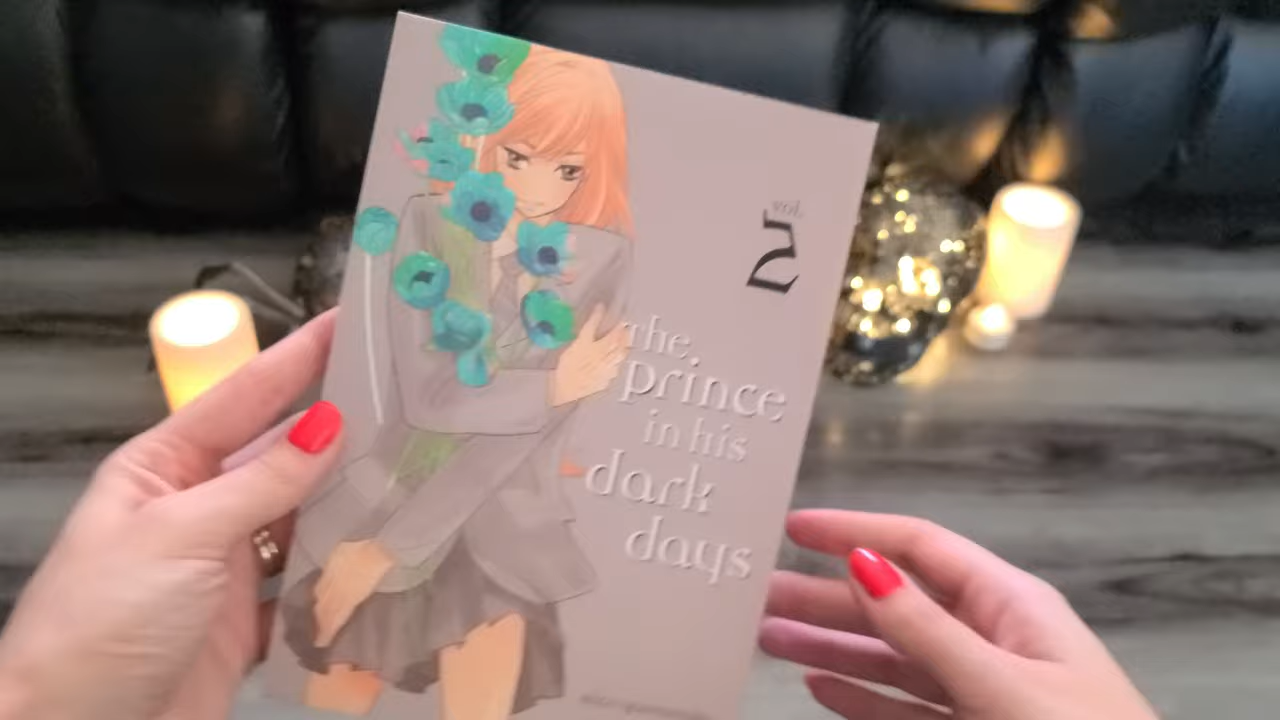 vol.
2
The
prince
in his
dark
days